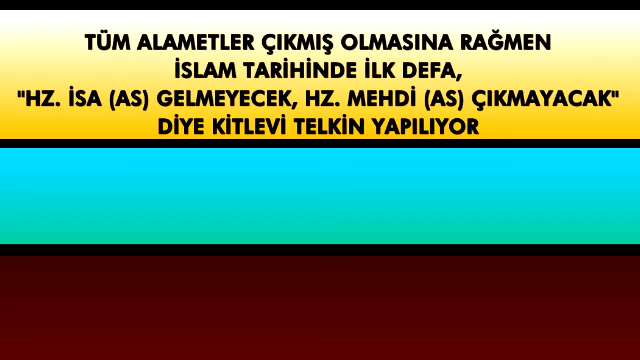 TÜM ALAMETLER ÇIKMIŞ OLMASINA RAĞMEN
İSLAM TARİHİNDE İLK DEFA,
"HZ. İSA (AS) GELMEYECEK, HZ. MEHDİ (AS) ÇIKMAYACAK"
DİYE KİTLEVİ TELKİN YAPILIYOR